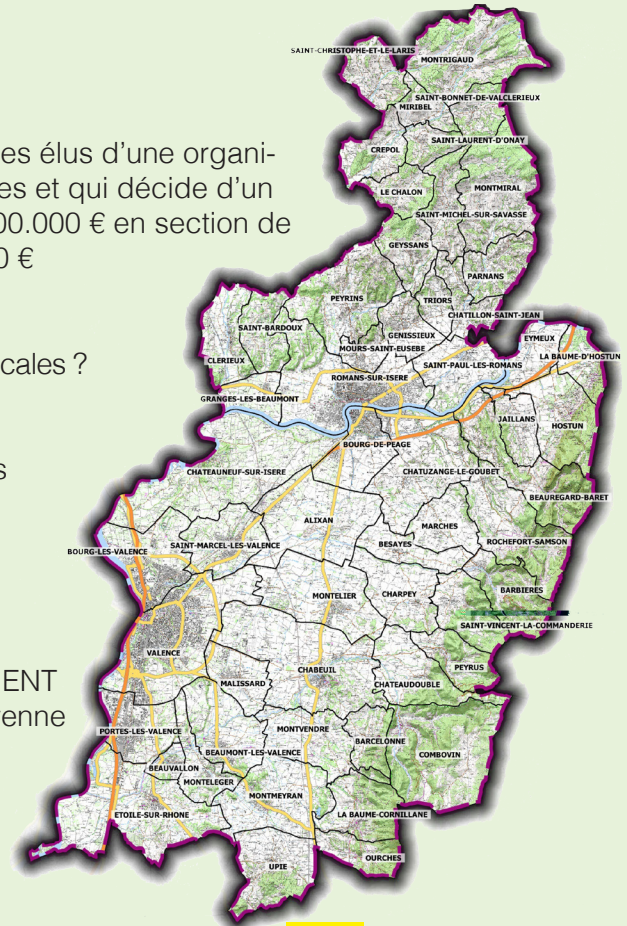 es élus d’une organi-
es et qui décide d’un
00.000 € en section de
0 €
cales ?
s
ENT
enne
SAINT-CHRISTOPHE-ET-LE-LARIS
MONTRIGAUD
SAINT-BONNET-DE-VALCLERIEUX
MIRIBEL
SAINT-LAURENT-D'ONAY
CREPOL
LE CHALON
MONTMIRAL
SAINT-MICHEL-SUR-SAVASSE
GEYSSANS
PARNANS
PEYRINS
TRIORS
CHATILLON-SAINT-JEAN
SAINT-BARDOUX
GENISSIEUX
EYMEUX
MOURS-SAINT-EUSEBE
LA BAUME-D'HOSTUN
CLERIEUX
SAINT-PAUL-LES-ROMANS
ROMANS-SUR-ISERE
GRANGES-LES-BEAUMONT
JAILLANS
HOSTUN
BOURG-DE-PEAGE
CHATEAUNEUF-SUR-ISERE
CHATUZANGE-LE-GOUBET
BEAUREGARD-BARET
ALIXAN
MARCHES
SAINT-MARCEL-LES-VALENCE
BESAYES
ROCHEFORT-SAMSON
BOURG-LES-VALENCE
BARBIERES
MONTELIER
CHARPEY
SAINT-VINCENT-LA-COMMANDERIE
VALENCE
PEYRUS
CHABEUIL
MALISSARD
CHATEAUDOUBLE
PORTES-LES-VALENCE
MONTVENDRE
BARCELONNE
BEAUMONT-LES-VALENCE
COMBOVIN
BEAUVALLON
MONTELEGER
MONTMEYRAN
ETOILE-SUR-RHONE
LA BAUME-CORNILLANE
OURCHES
UPIE